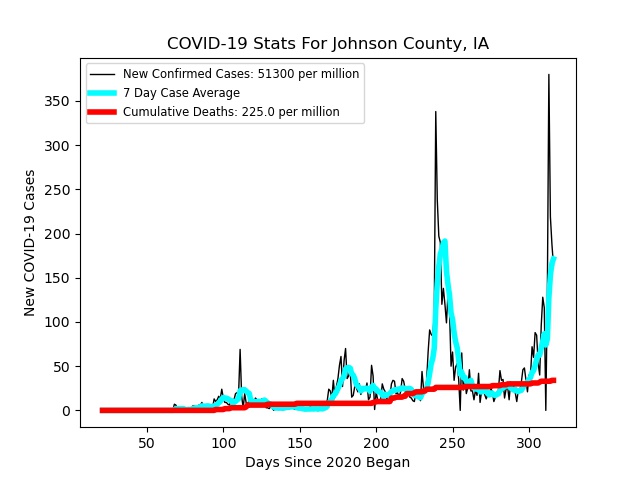 COVID-19 Stats For Johnson County, IA
New Confirmed Cases: 51300 per million
7 Day Case Average
Cumulative Deaths: 225.0 per million
New COVID-19 Cases
350
300
250
200
150
100
50
0
50 100 150 200 250 300
Days Since 2020 Began